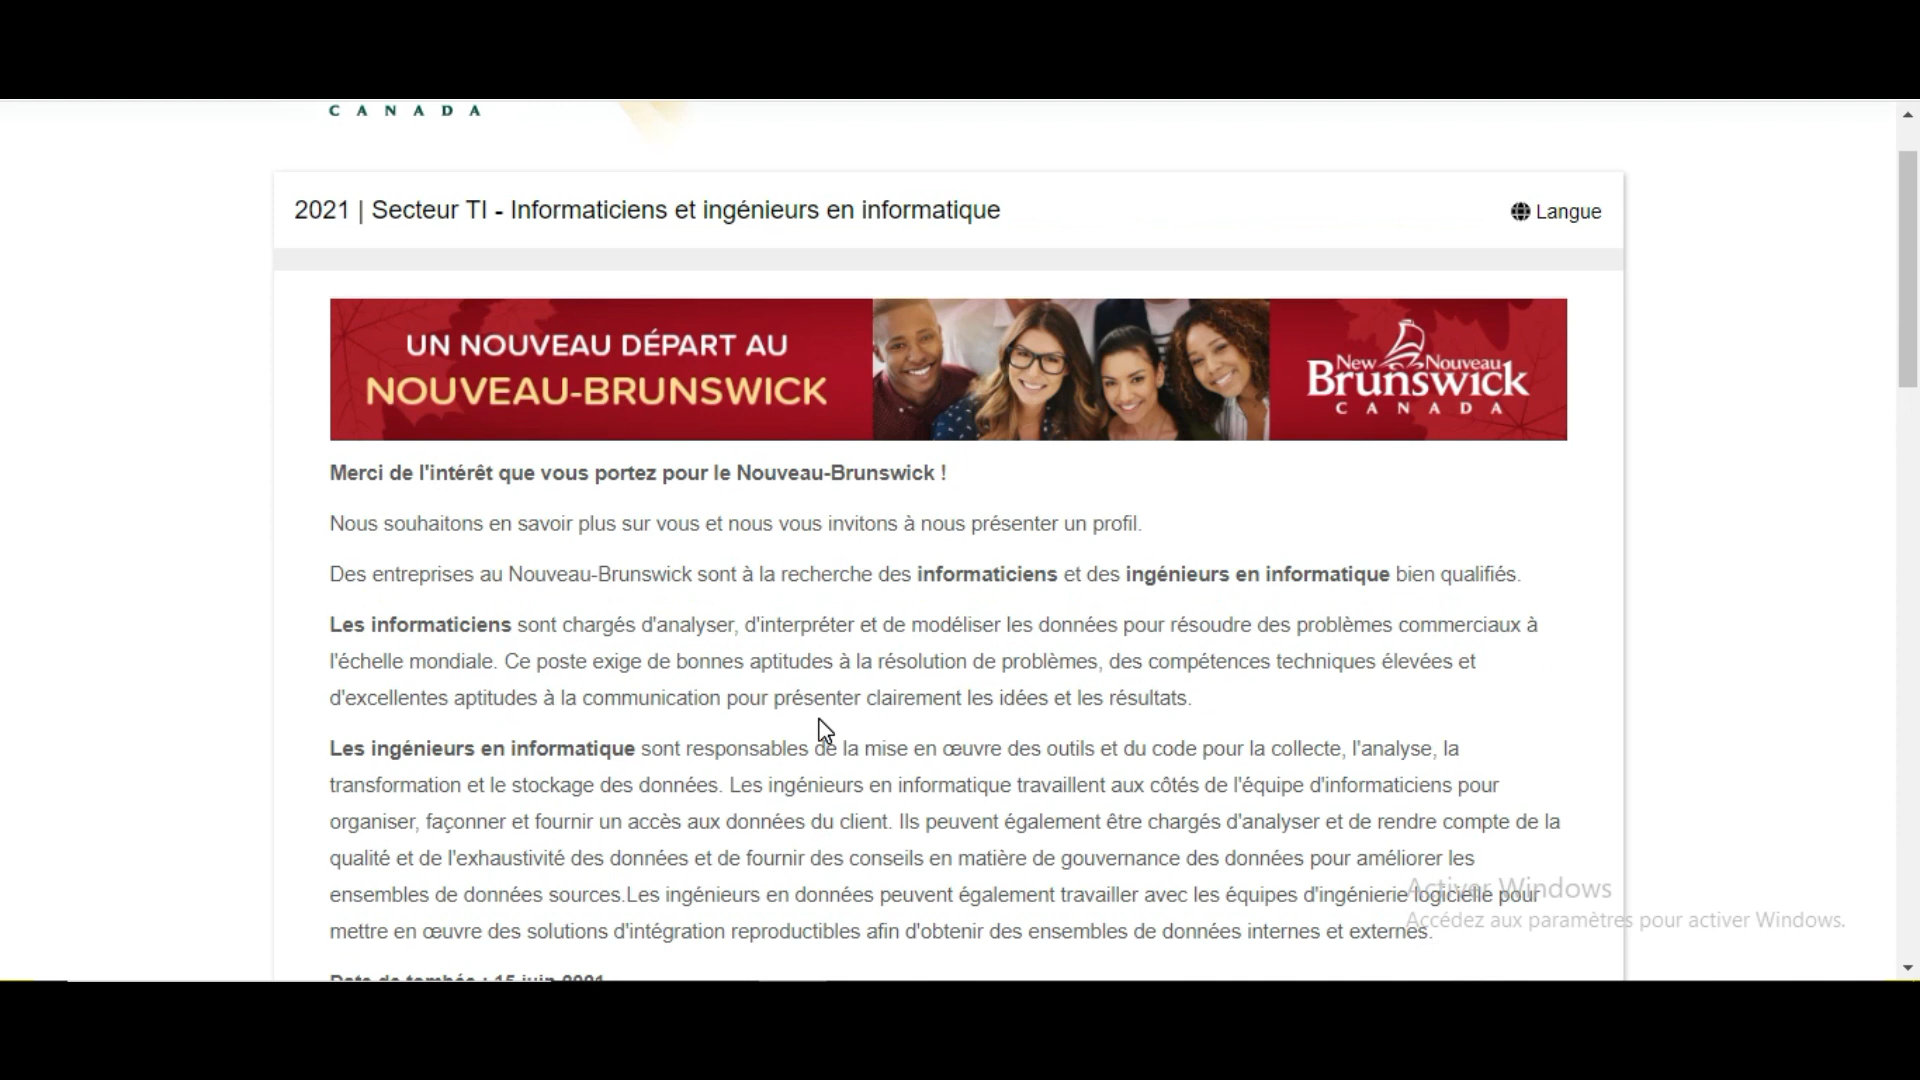 CANADA
2021 | Secteur TI - Informaticiens et ingénieurs en informatique
Langue
UN NOUVEAU DÉPART AU
NOUVEAU-BRUNSWICK
New Nouveau
Brunswick
CANADA
Merci de l'intérêt que vous portez pour le Nouveau-Brunswick !
Nous souhaitons en savoir plus sur vous et nous vous invitons à nous présenter un profil.
Des entreprises au Nouveau-Brunswick sont à la recherche des informaticiens et des ingénieurs en informatique bien qualifiés.
Les informaticiens sont chargés d'analyser, d'interpréter et de modéliser les données pour résoudre des problèmes commerciaux à
l'échelle mondiale. Ce poste exige de bonnes aptitudes à la résolution de problèmes, des compétences techniques élevées et
d'excellentes aptitudes à la communication pour présenter clairement les idées et les résultats.
Les ingénieurs en informatique sont responsables de la mise en œuvre des outils et du code pour la collecte, l'analyse, la
transformation et le stockage des données. Les ingénieurs en informatique travaillent aux côtés de l'équipe d'informaticiens pour
organiser, façonner et fournir un accès aux données du client. Ils peuvent également être chargés d'analyser et de rendre compte de la
qualité et de l'exhaustivité des données et de fournir des conseils en matière de gouvernance des données pour améliorer les
ensembles de données sources.Les ingénieurs en données peuvent également travailler avec les équipes d'ingénierie logicielle pour
mettre en œuvre des solutions d'intégration reproductibles afin d'obtenir des ensembles de données internes et externes.
Activer Windows
Accédez aux paramètres pour activer Windows.
Date de tombée : 15 juin 2021